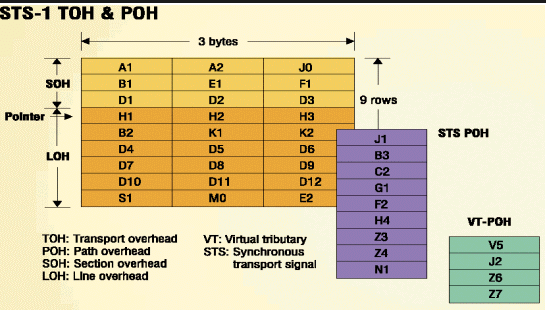 STS-1 TOH & POH
3 bytes
A1 A2 J0
B1 E1 F1
D1 D2 D3
H1 H2 H3
B2 K1 K2
D4 D5 D6
D7 D8 D9
D10 D11 D12
S1 M0 E2
SOH
Pointer
LOH
9 rows
STS POH
J1
B3
C2
G1
F2
H4
Z3
Z4
N1
VT-POH
V5
J2
Z6
Z7
TOH: Transport overhead
POH: Path overhead
SOH: Section overhead
LOH: Line overhead
VT: Virtual tributary
STS: Synchronous
transport signal